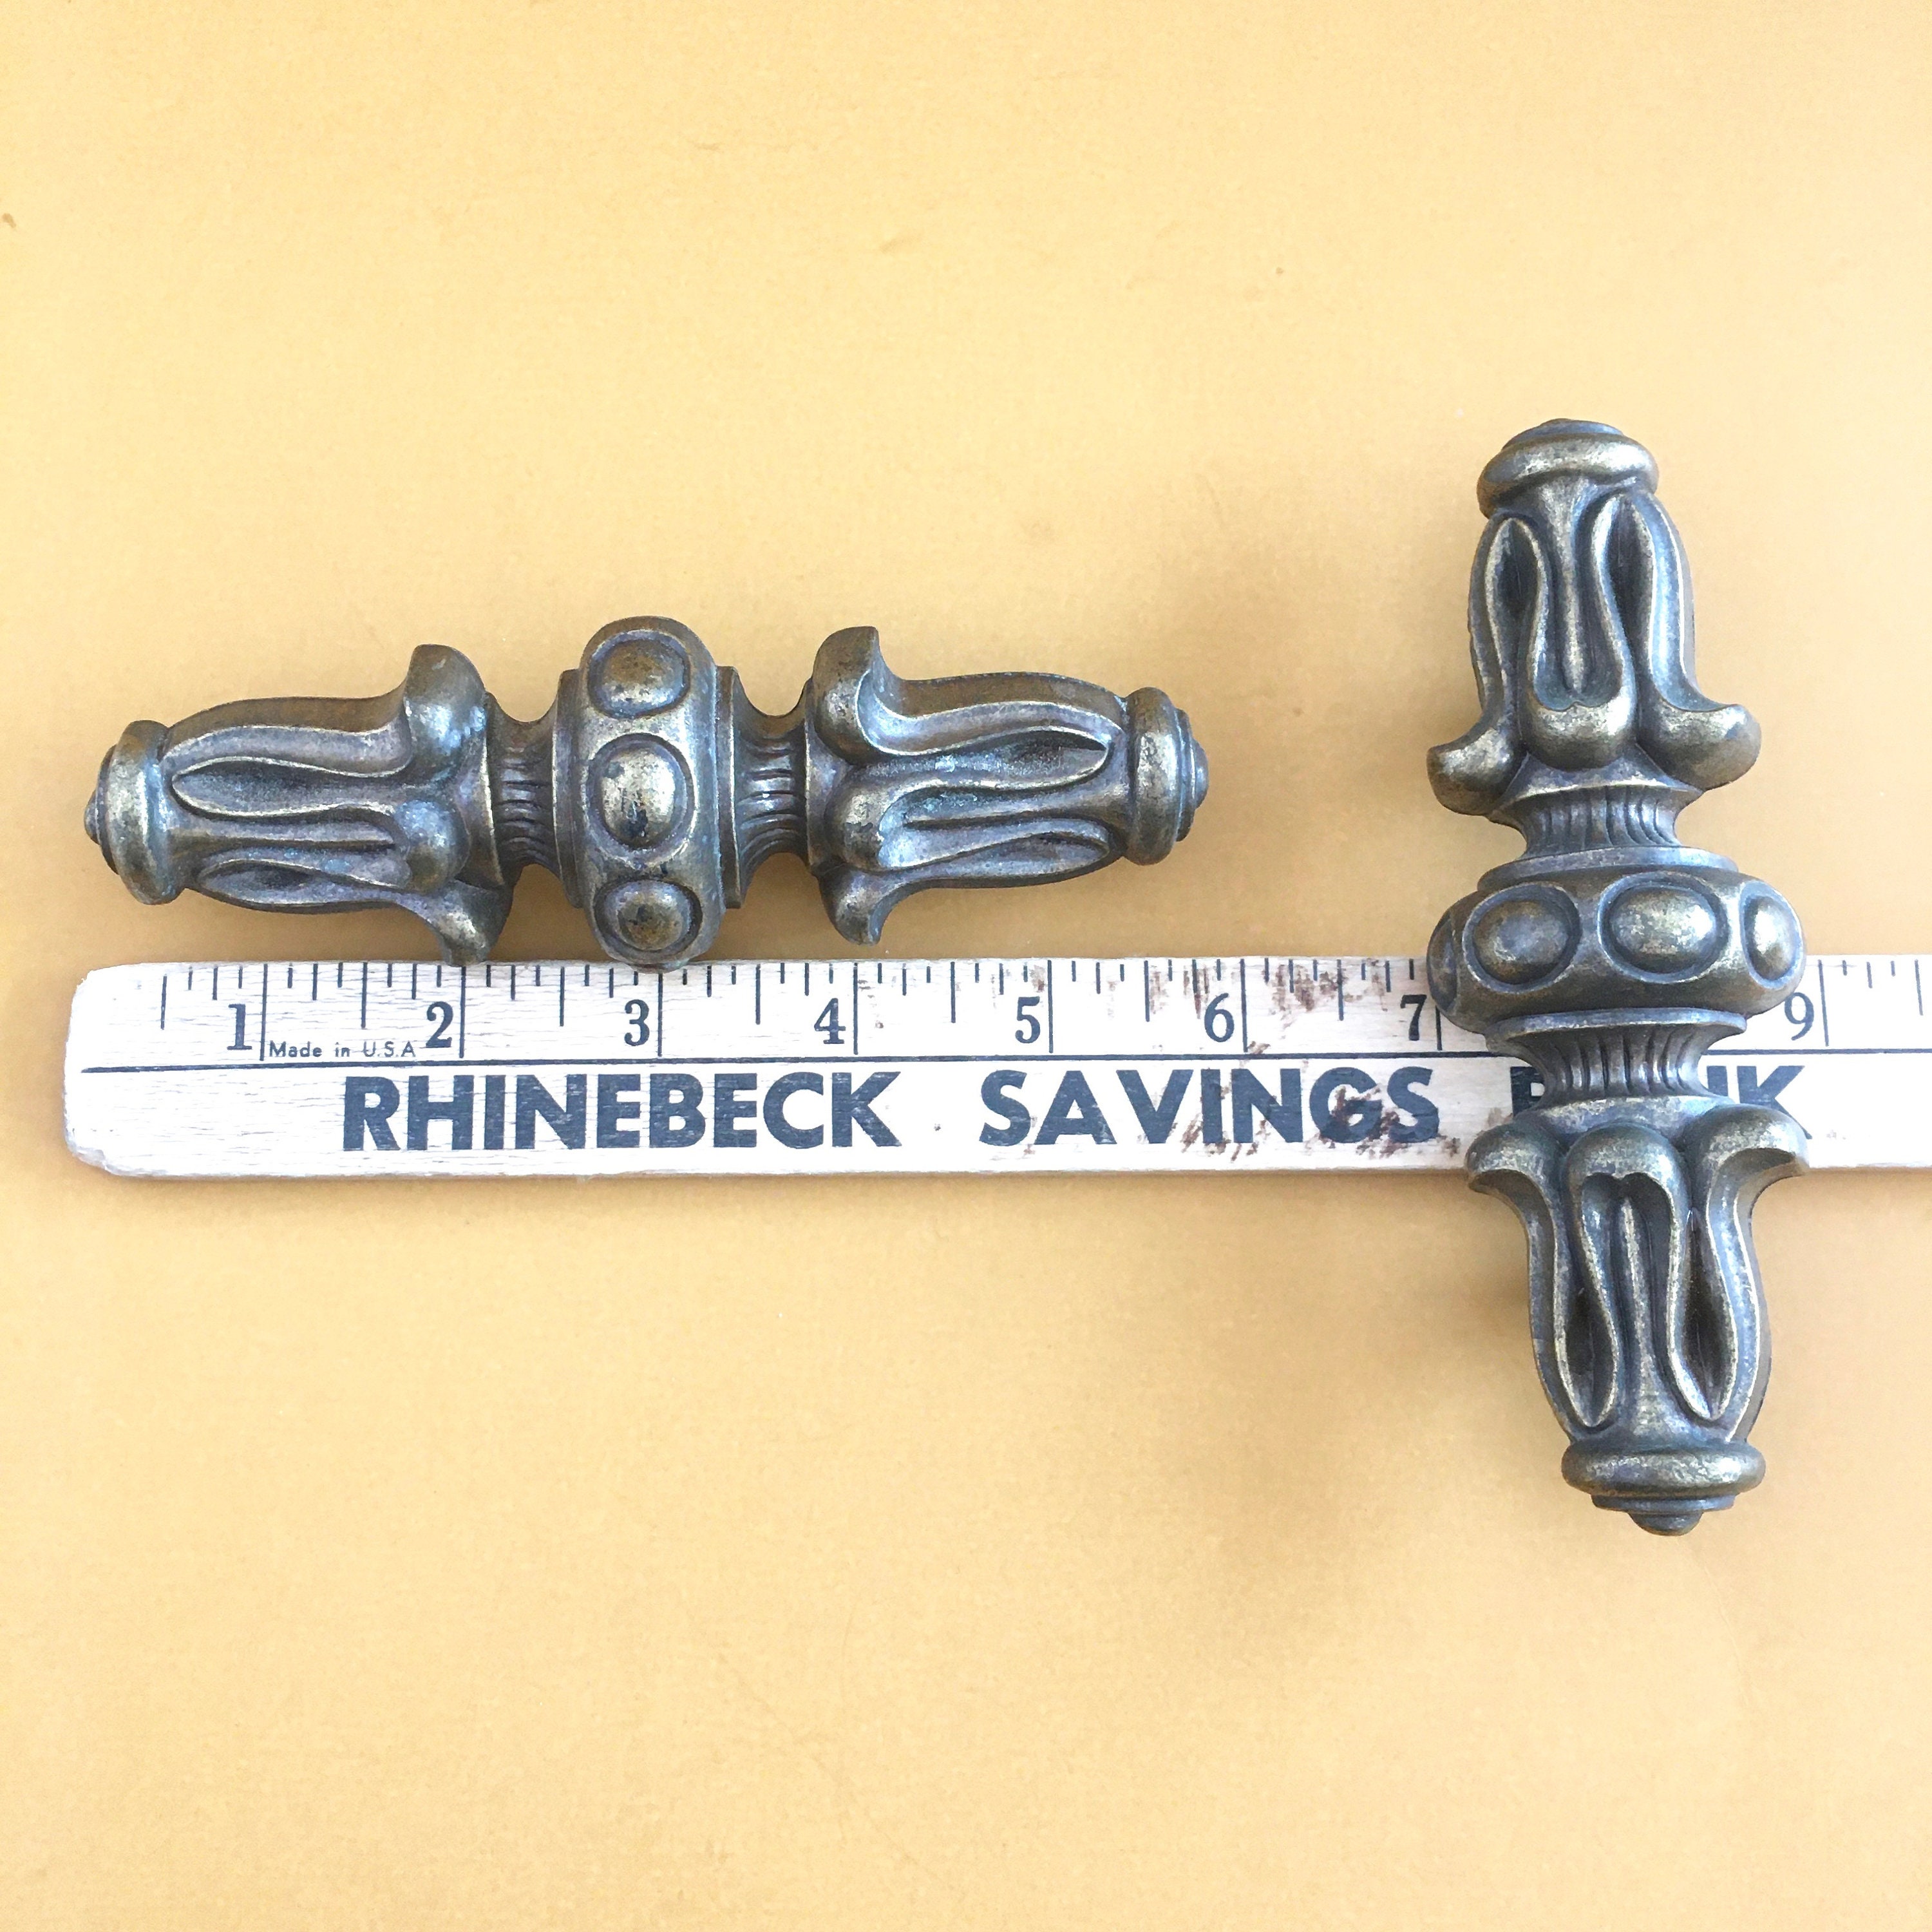 1 2 3 4 5 6 7 9
Made in U.S.A
RHINEBECK SAVINGS